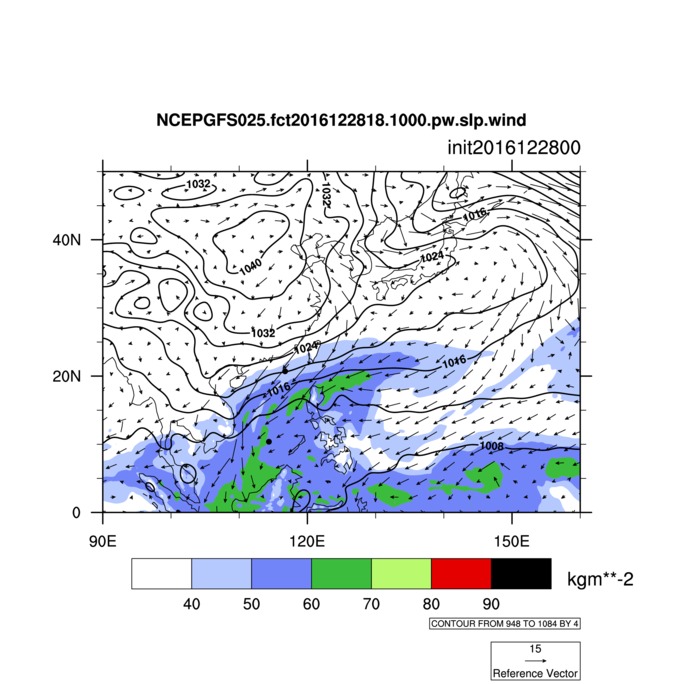 NCEPGFS025.fct2016122818.1000.pw.slp.wind
init2016122800
1032
1032
1016
40N
1024
1040
1032
1024
1016
20N
1016
1008
0
90E 120E 150E
kgm**-2
40 50 60 70 80 90
CONTOUR FROM 948 TO 1084 BY 4
15
Reference Vector